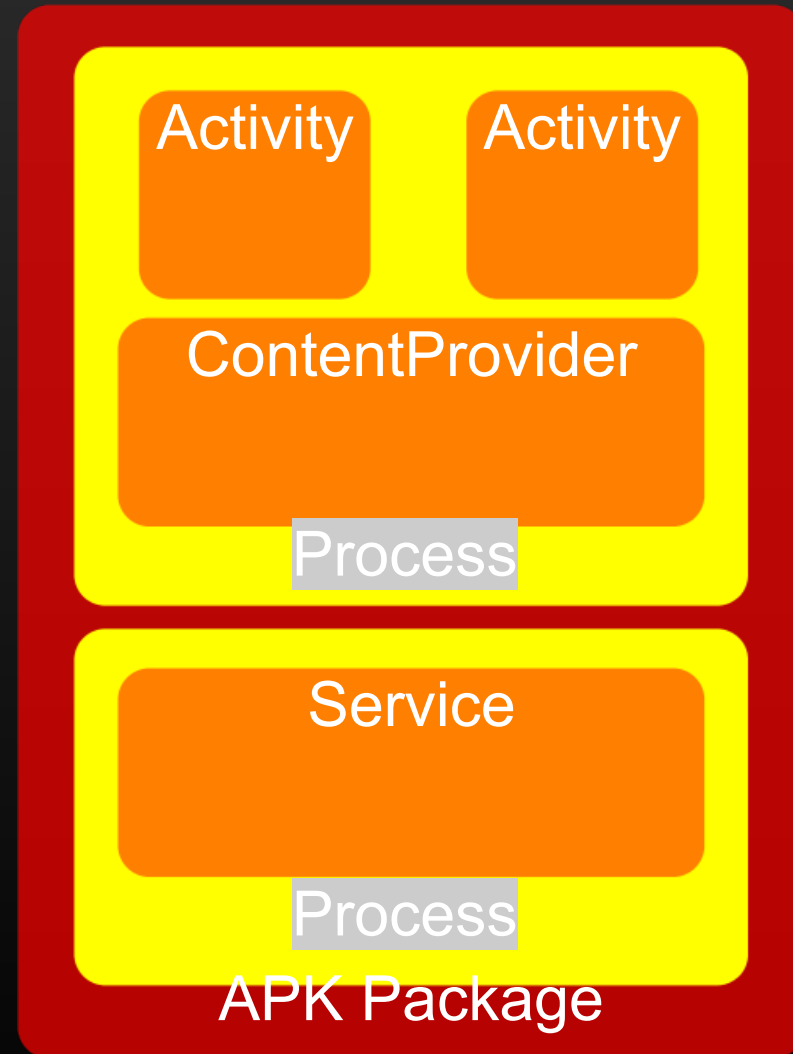 Activity Activity
ContentProvider
Process
Service
Process
APK Package